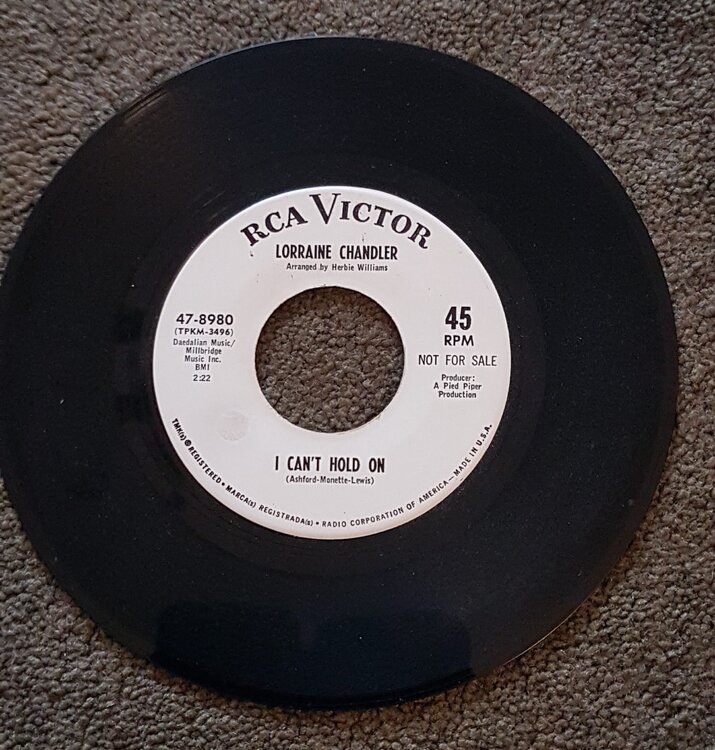 RCA VICTOR
LORRAINE CHANDLER
Arranged by Herbie Williams
47-8980
(TPKM-3496)
Daedalian Music/
Millbridge
Music Inc.
BMI
2:22
45
RPM
NOT FOR SALE
Producer:
A Pied Piper
Production
I CAN'T HOLD ON
(Ashford-Monette-Lewis)
TMK(s) ® REGISTERED • MARCA(s) REGISTRADA(s) • RADIO CORPORATION OF AMERICA—MADE IN U.S.A.